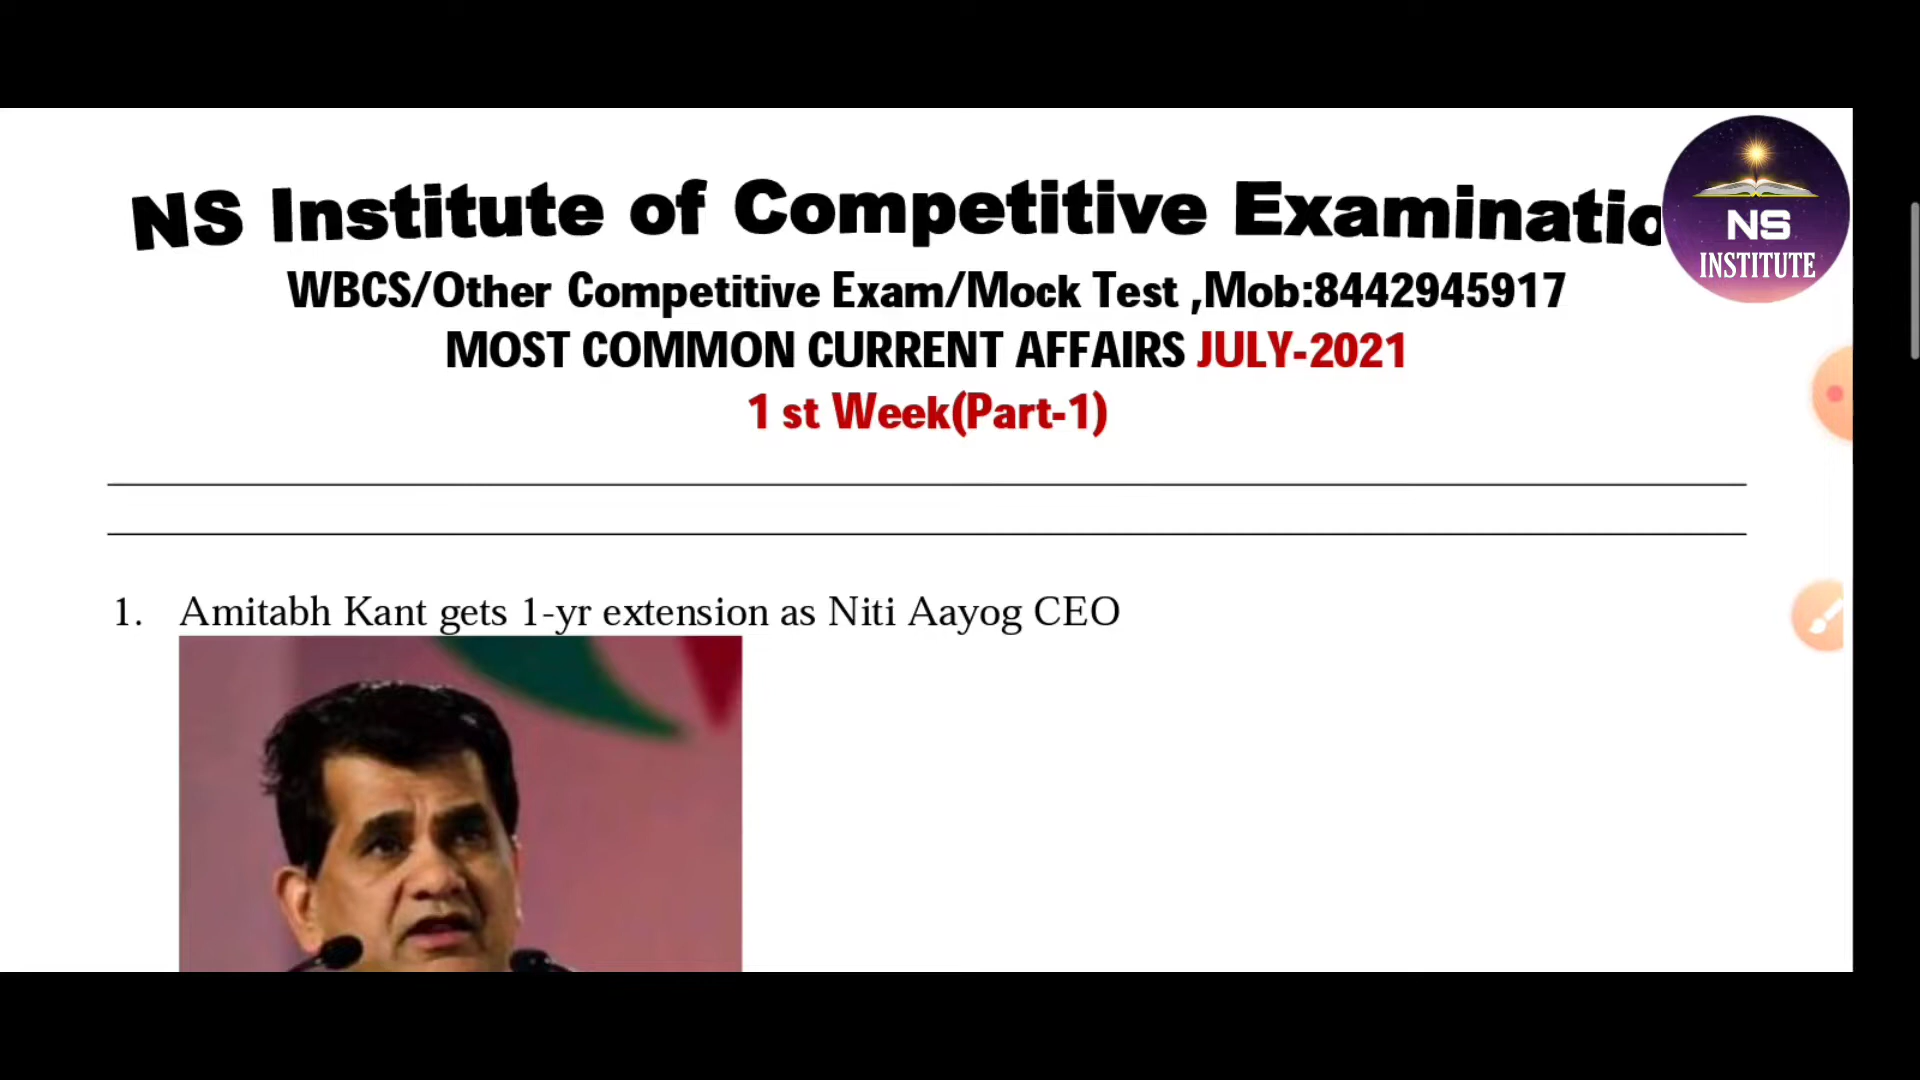 NS Institute of Competitive Examinatio
NS
INSTITUTE
WBCS/Other Competitive Exam/Mock Test ,Mob:8442945917
MOST COMMON CURRENT AFFAIRS JULY-2021
1 st Week(Part-1)
1. Amitabh Kant gets 1-yr extension as Niti Aayog CEO